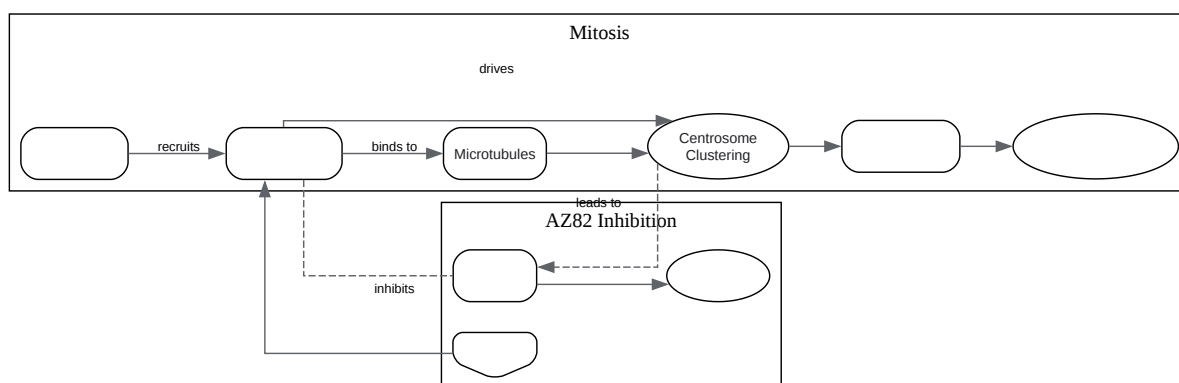 Mitosis
drives
recruits
binds to
Microtubules
Centrosome
Clustering
leads to
AZ82 Inhibition
inhibits